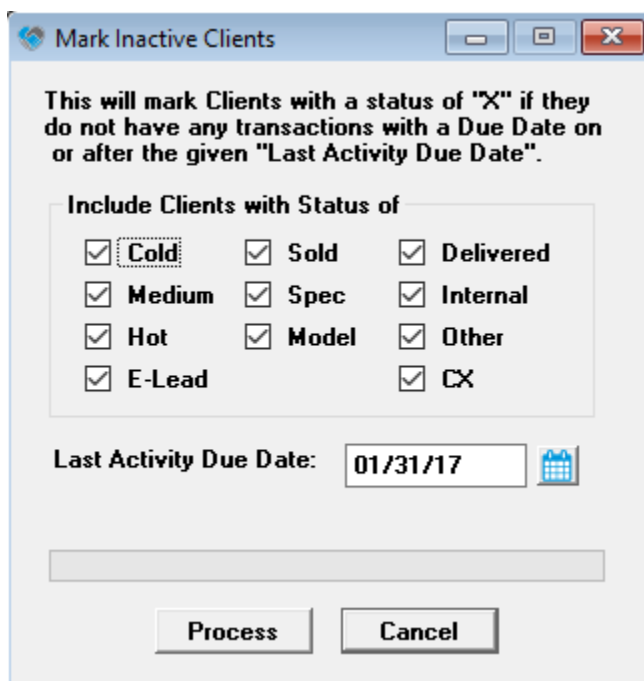 Mark Inactive Clients
This will mark Clients with a status of "X" if they
do not have any transactions with a Due Date on
or after the given "Last Activity Due Date".
Include Clients with Status of
Cold Sold Delivered
Medium Spec Internal
Hot Model Other
E-Lead CX
Last Activity Due Date: 01/31/17
Process Cancel